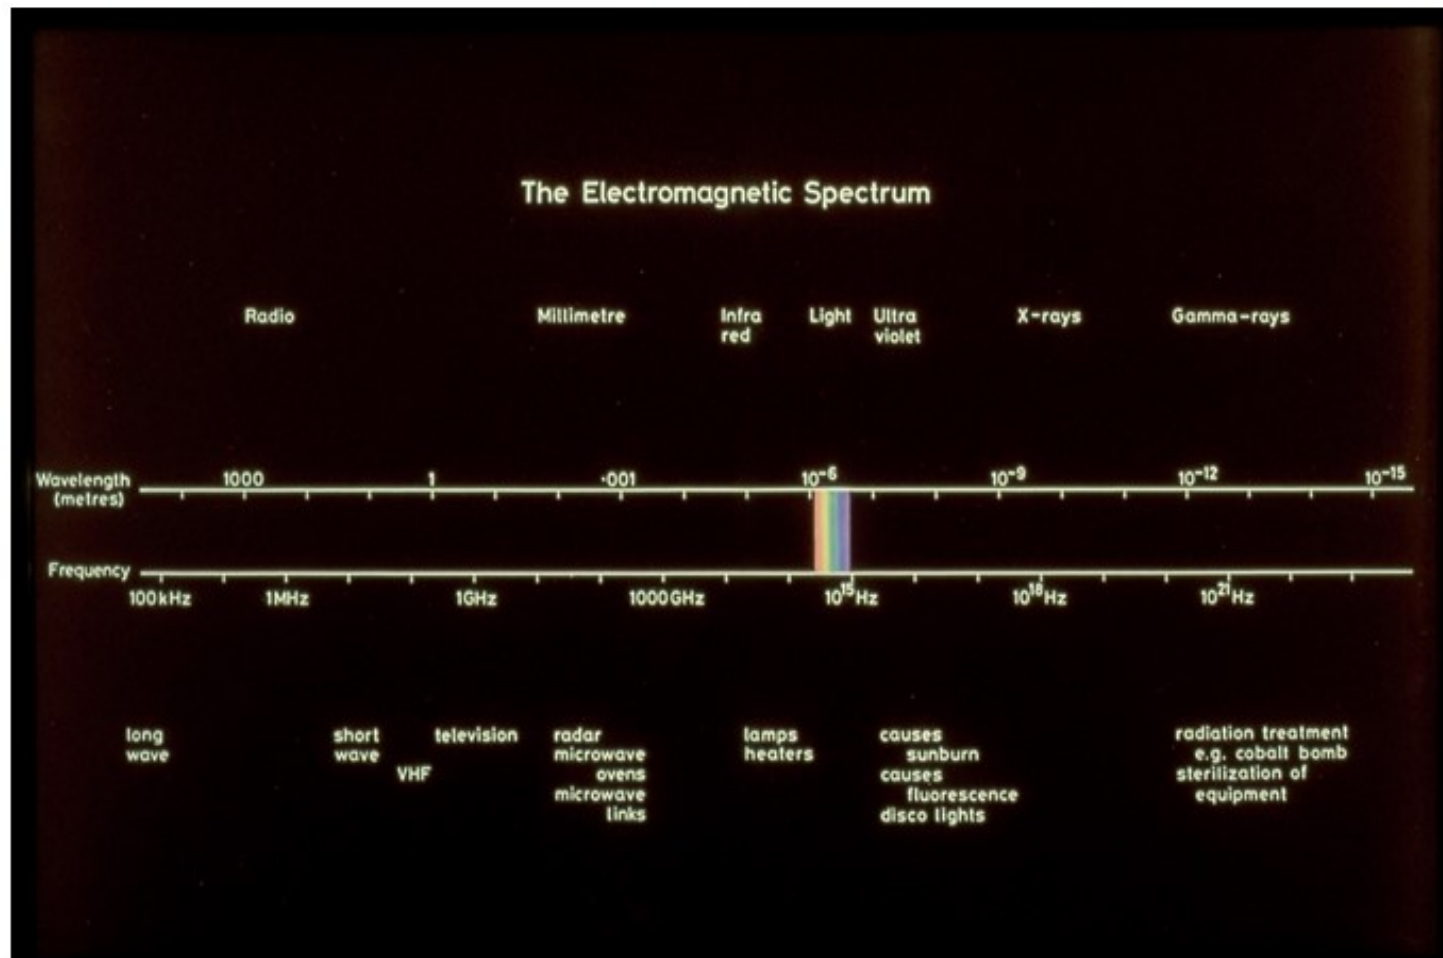 The Electromagnetic Spectrum
Radio Millimetre Infra red Light Ultra violet X-rays Gamma-rays
Wavelength (metres) 1000 1 ·001 10⁻⁶ 10⁻⁹ 10⁻¹² 10⁻¹⁵
Frequency
100kHz 1MHz 1GHz 1000GHz 10¹⁵Hz 10¹⁸Hz 10²¹Hz
long
wave
short
wave
VHF
television
radar
microwave
ovens
microwave
links
lamps
heaters
causes
sunburn
causes
fluorescence
disco lights
radiation treatment
e.g. cobalt bomb
sterilization of
equipment